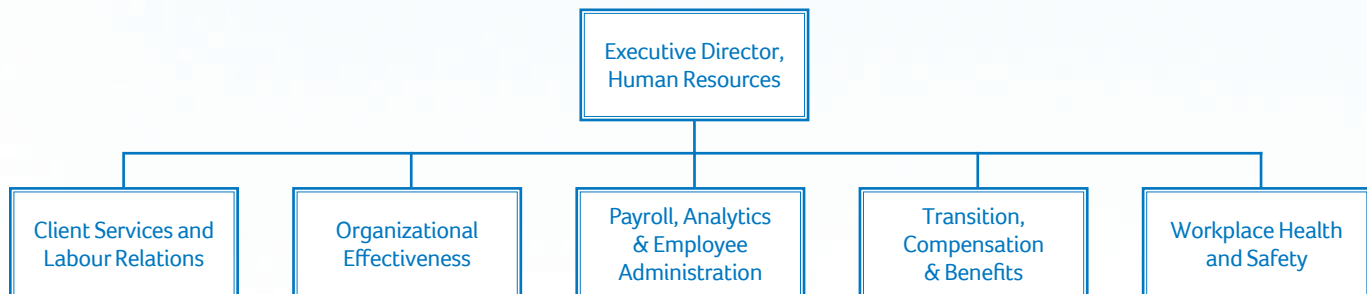 Executive Director,
Human Resources
Client Services and
Labour Relations
Organizational
Effectiveness
Payroll, Analytics
& Employee
Administration
Transition,
Compensation
& Benefits
Workplace Health
and Safety